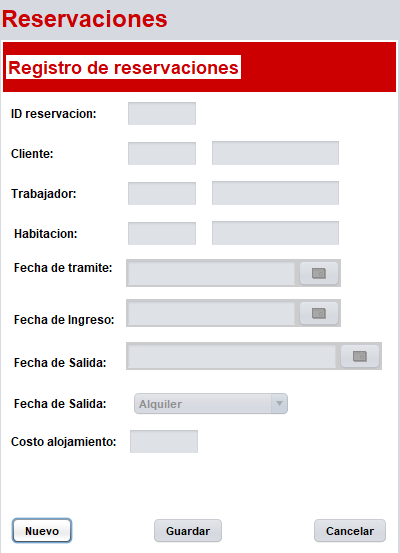 Reservaciones
Registro de reservaciones
ID reservacion:
Cliente:
Trabajador:
Habitacion:
Fecha de tramite:
Fecha de Ingreso:
Fecha de Salida:
Fecha de Salida: Alquiler
Costo alojamiento:
Nuevo Guardar Cancelar